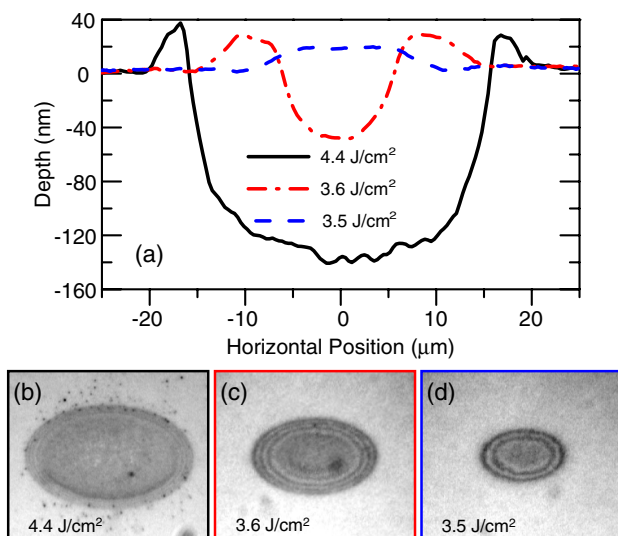 40
0
-40
-80
-120
-160
Depth (nm)
4.4 J/cm²
3.6 J/cm²
3.5 J/cm²
(a)
-20 -10 0 10 20
Horizontal Position (μm)
(b) (c) (d)
4.4 J/cm² 3.6 J/cm² 3.5 J/cm²